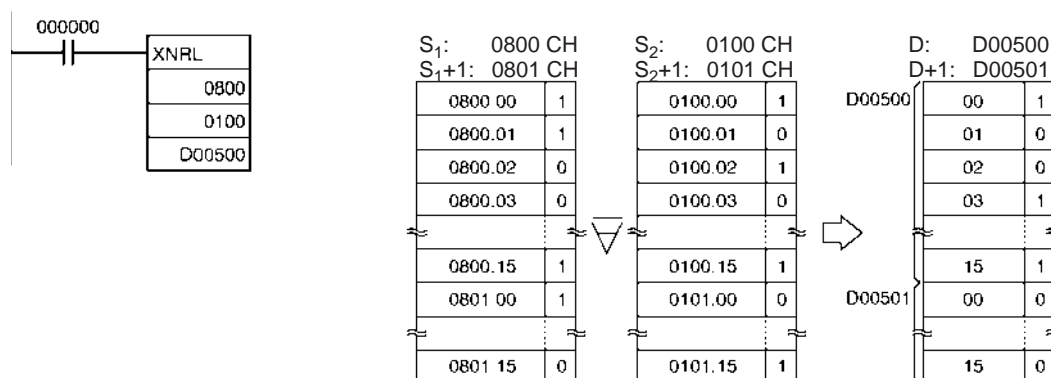 000000
XNRL
0800
0100
D00500
S1: 0800 CH
S1+1: 0801 CH
0800 00 1
0800.01 1
0800.02 0
0800.03 0
0800.15 1
0801 00 1
0801 15 0
S2: 0100 CH
S2+1: 0101 CH
0100.00 1
0100.01 0
0100.02 1
0100.03 0
0100.15 1
0101.00 0
0101.15 1
D: D00500
D+1: D00501
D00500
00 1
01 0
02 0
03 1
15 1
D00501
00 0
15 0